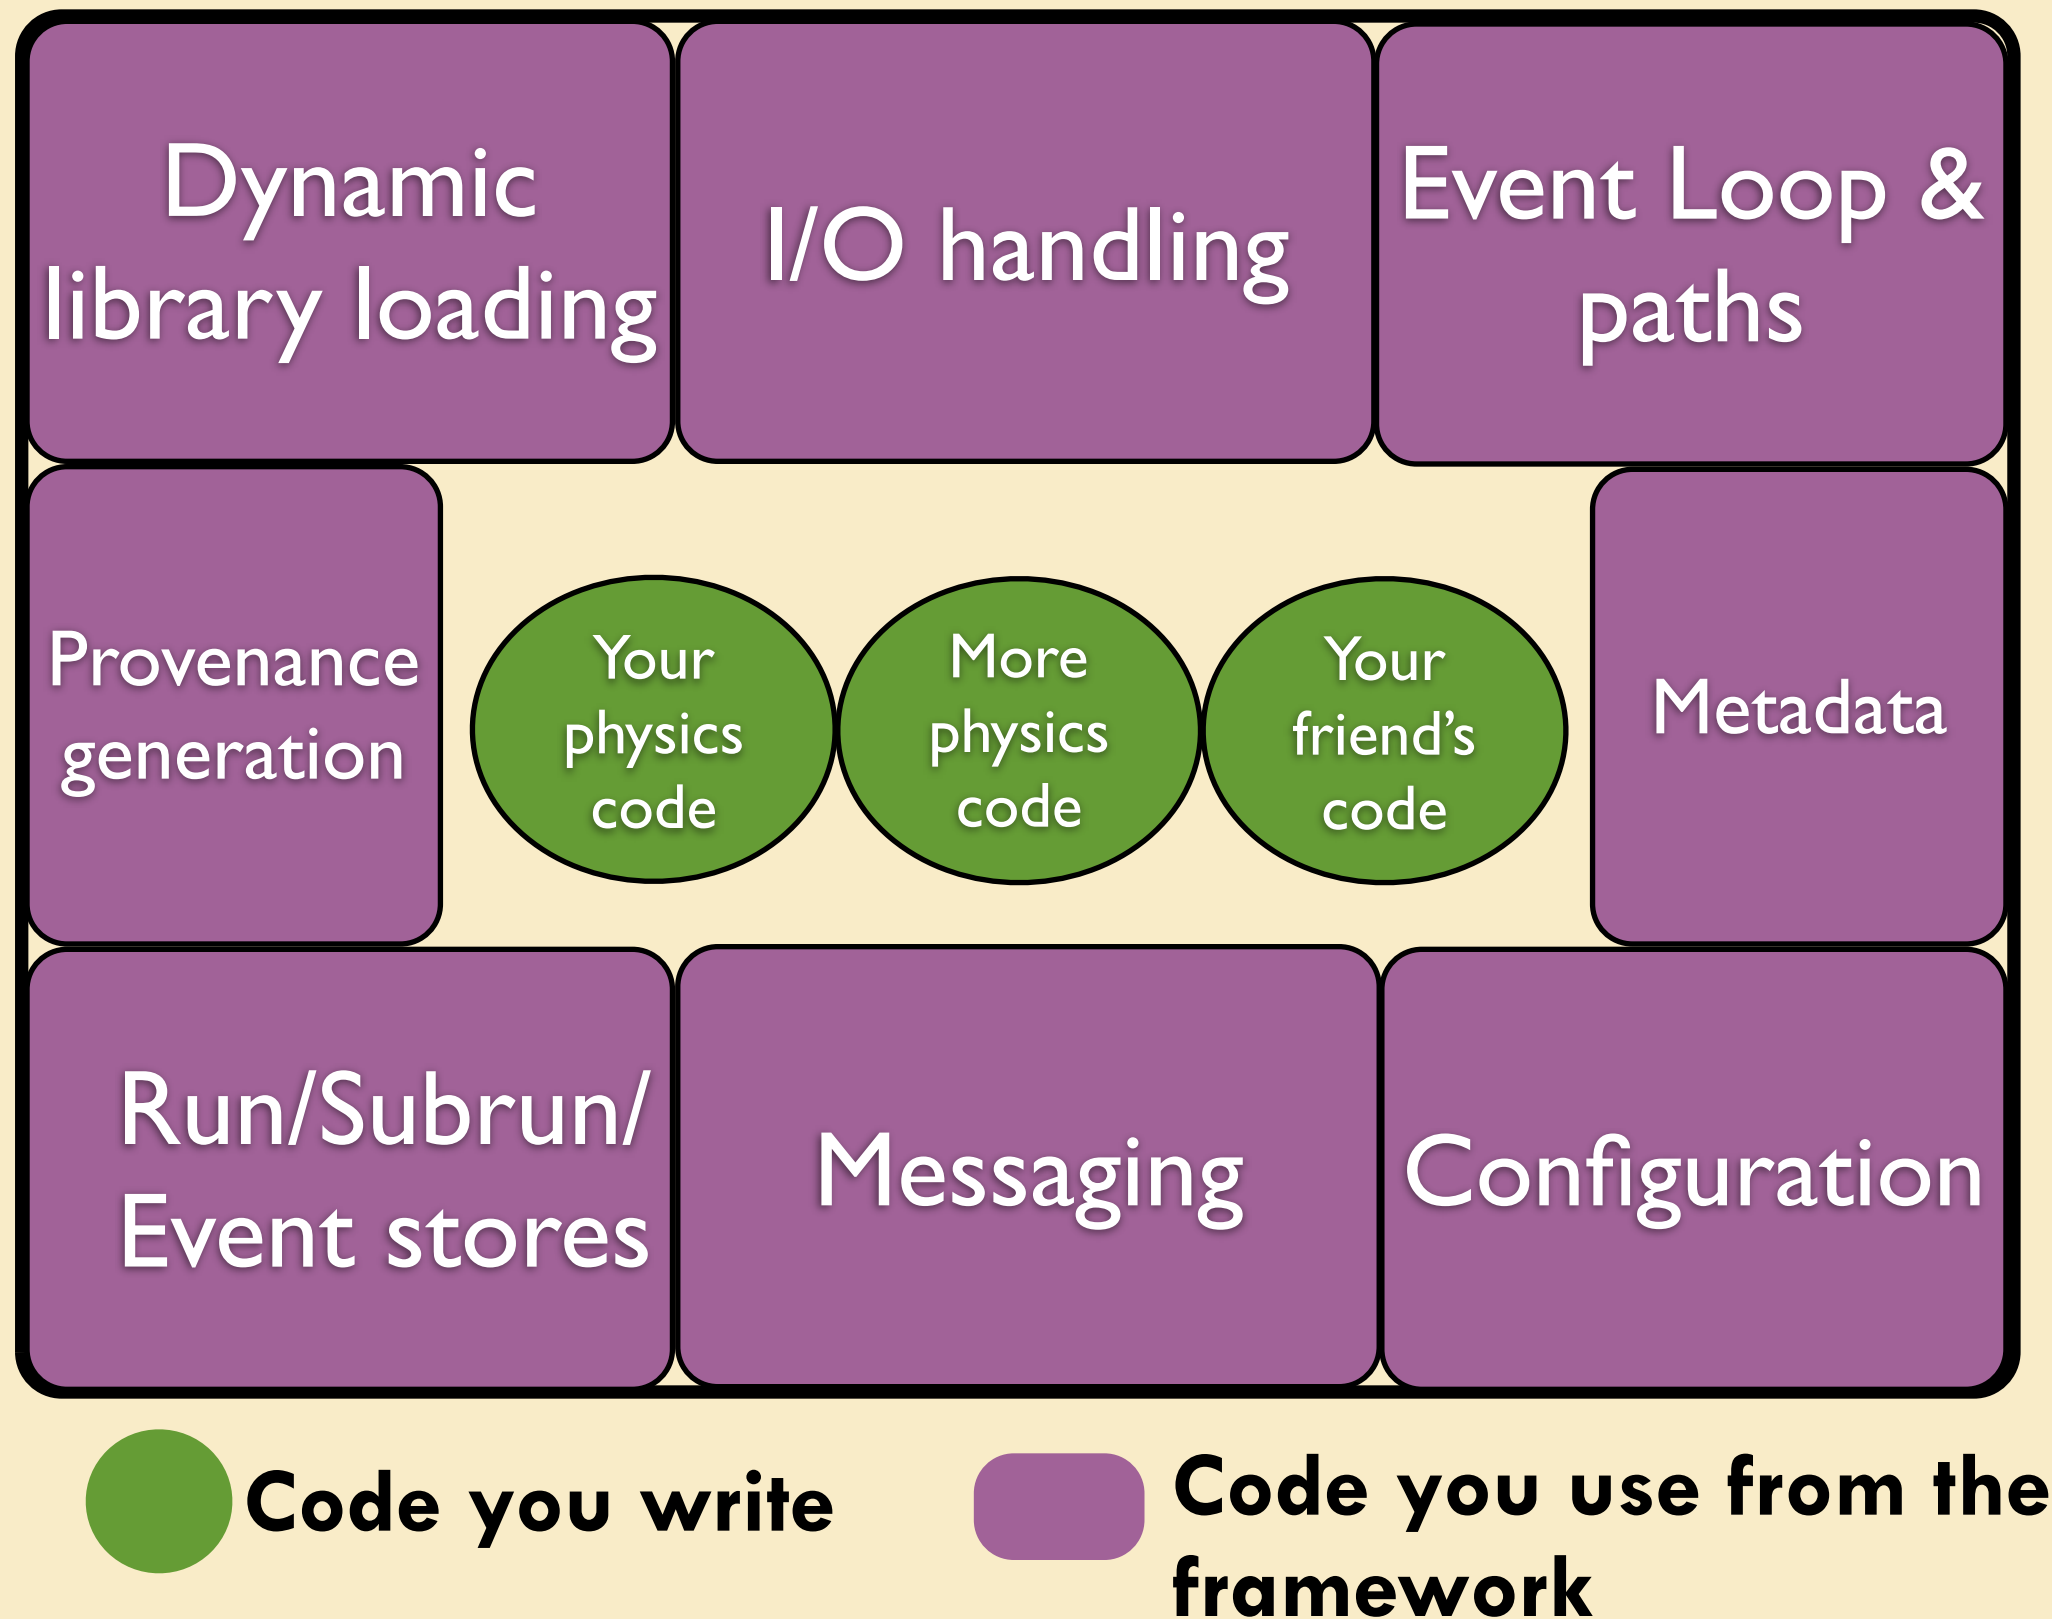 Dynamic
library loading
I/O handling
Event Loop &
paths
Provenance
generation
Your
physics
code
More
physics
code
Your
friend’s
code
Metadata
Run/Subrun/
Event stores
Messaging
Configuration
Code you write
Code you use from the
framework